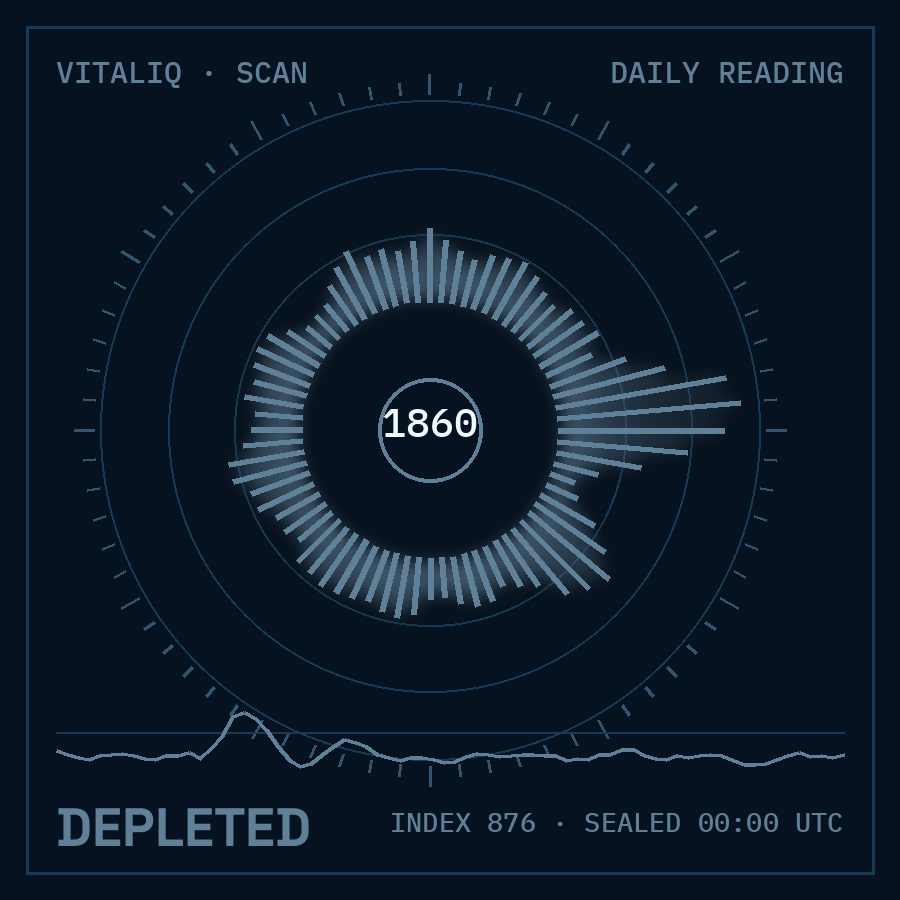 VITALIQ · SCAN
DAILY READING
1860
DEPLETED
INDEX 876 · SEALED 00:00 UTC